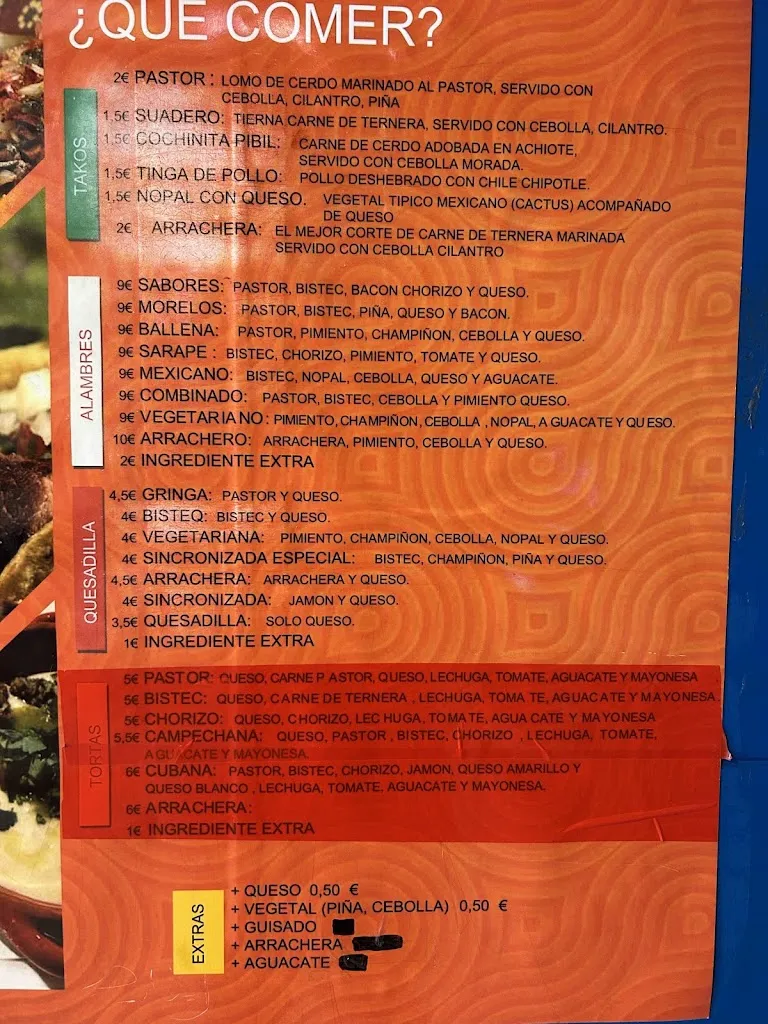 ¿QUE COMER?
TAKOS
2€ PASTOR: LOMO DE CERDO MARINADO AL PASTOR, SERVIDO CON
CEBOLLA, CILANTRO, PIÑA
1,5€ SUADERO: TIERNA CARNE DE TERNERA, SERVIDO CON CEBOLLA, CILANTRO.
1,5€ COCHINITA PIBIL: CARNE DE CERDO ADOBADA EN ACHIOTE,
SERVIDO CON CEBOLLA MORADA.
1,5€ TINGA DE POLLO: POLLO DESHEBRADO CON CHILE CHIPOTLE.
1,5€ NOPAL CON QUESO. VEGETAL TIPICO MEXICANO (CACTUS) ACOMPAÑADO
DE QUESO
2€ ARRACHERA: EL MEJOR CORTE DE CARNE DE TERNERA MARINADA
SERVIDO CON CEBOLLA CILANTRO
ALAMBRES
9€ SABORES: PASTOR, BISTEC, BACON CHORIZO Y QUESO.
9€ MORELOS: PASTOR, BISTEC, PIÑA, QUESO Y BACON.
9€ BALLENA: PASTOR, PIMIENTO, CHAMPIÑON, CEBOLLA Y QUESO.
9€ SARAPE : BISTEC, CHORIZO, PIMIENTO, TOMATE Y QUESO.
9€ MEXICANO: BISTEC, NOPAL, CEBOLLA, QUESO Y AGUACATE.
9€ COMBINADO: PASTOR, BISTEC, CEBOLLA Y PIMIENTO QUESO.
9€ VEGETARIANO: PIMIENTO, CHAMPIÑON, CEBOLLA , NOPAL, A GUACATE Y QUESO.
10€ ARRACHERO: ARRACHERA, PIMIENTO, CEBOLLA Y QUESO.
2€ INGREDIENTE EXTRA
QUESADILLA
4,5€ GRINGA: PASTOR Y QUESO.
4€ BISTEQ: BISTEC Y QUESO.
4€ VEGETARIANA: PIMIENTO, CHAMPIÑON, CEBOLLA, NOPAL Y QUESO.
4€ SINCRONIZADA ESPECIAL: BISTEC, CHAMPIÑON, PIÑA Y QUESO.
4,5€ ARRACHERA: ARRACHERA Y QUESO.
4€ SINCRONIZADA: JAMON Y QUESO.
3,5€ QUESADILLA: SOLO QUESO.
1€ INGREDIENTE EXTRA
TORTAS
5€ PASTOR: QUESO, CARNE P ASTOR, QUESO, LECHUGA, TOMATE, AGUACATE Y MAYONESA
5€ BISTEC: QUESO, CARNE DE TERNERA , LECHUGA, TOMA TE, AGUACATE Y MAYONESA.
5€ CHORIZO: QUESO, CHORIZO, LEC HUGA, TOMATE, AGUA CATE Y MAYONESA
5,5€ CAMPECHANA: QUESO, PASTOR , BISTEC, CHORIZO , LECHUGA, TOMATE,
AGUACATE Y MAYONESA.
6€ CUBANA: PASTOR, BISTEC, CHORIZO, JAMON, QUESO AMARILLO Y
QUESO BLANCO , LECHUGA, TOMATE, AGUACATE Y MAYONESA.
6€ ARRACHERA:
1€ INGREDIENTE EXTRA
EXTRAS
+ QUESO 0,50 €
+ VEGETAL (PIÑA, CEBOLLA) 0,50 €
+ GUISADO
+ ARRACHERA
+ AGUACATE